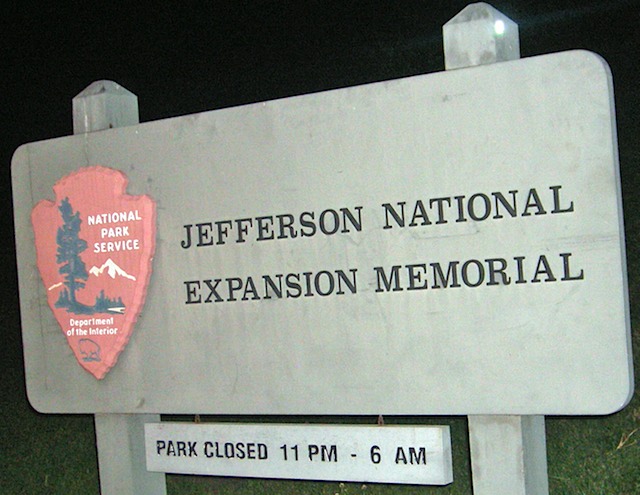 NATIONAL
PARK
SERVICE
Department
of the Interior
JEFFERSON NATIONAL
EXPANSION MEMORIAL
PARK CLOSED 11 PM - 6 AM